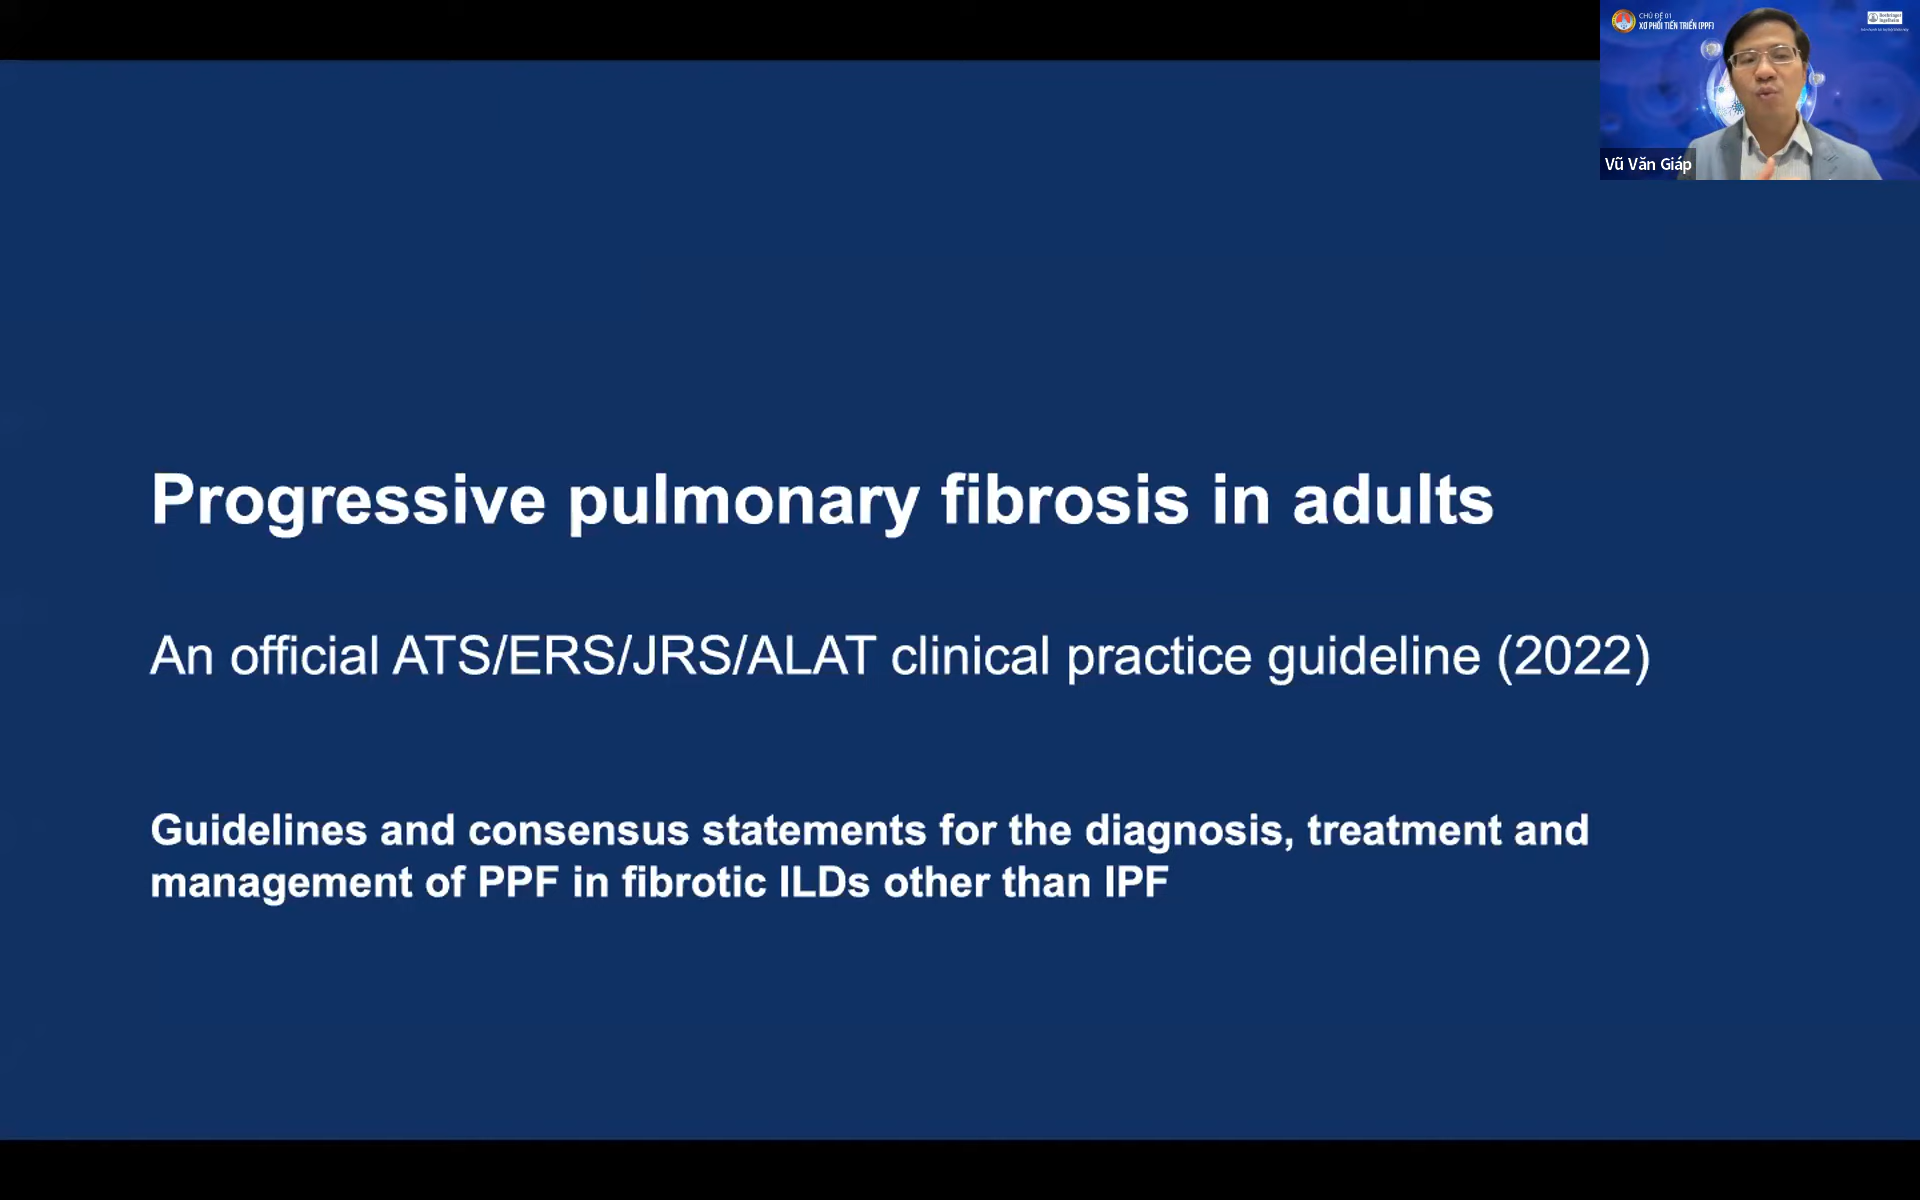 CHỦ ĐỀ 01
XƠ PHỔI TIẾN TRIỂN (PPF)
Boehringer
Ingelheim
Vũ Văn Giáp
Progressive pulmonary fibrosis in adults
An official ATS/ERS/JRS/ALAT clinical practice guideline (2022)
Guidelines and consensus statements for the diagnosis, treatment and
management of PPF in fibrotic ILDs other than IPF